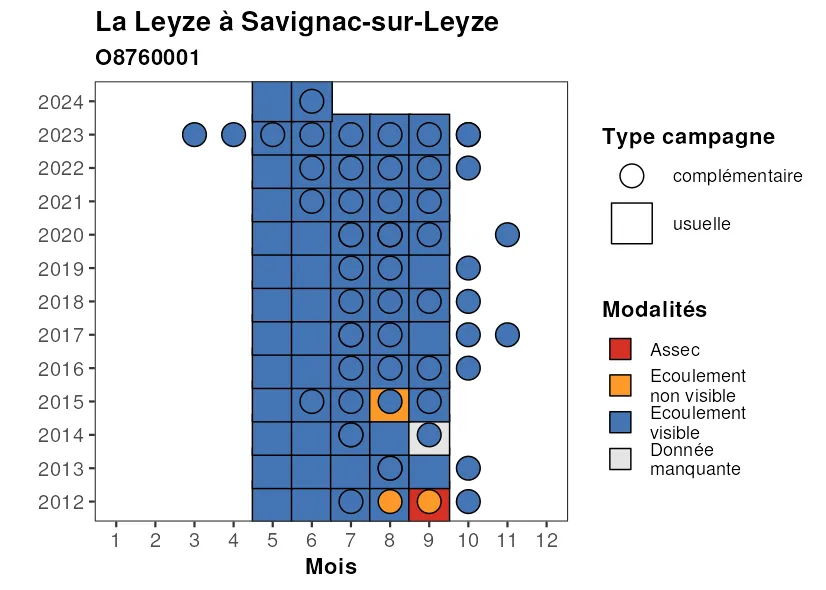 La Leyze à Savignac-sur-Leyze
O8760001
2024
2023
2022
2021
2020
2019
2018
2017
2016
2015
2014
2013
2012
1 2 3 4 5 6 7 8 9 10 11 12
Mois
Type campagne
complémentaire
usuelle
Modalités
Assec
Ecoulement
non visible
Ecoulement
visible
Donnée
manquante